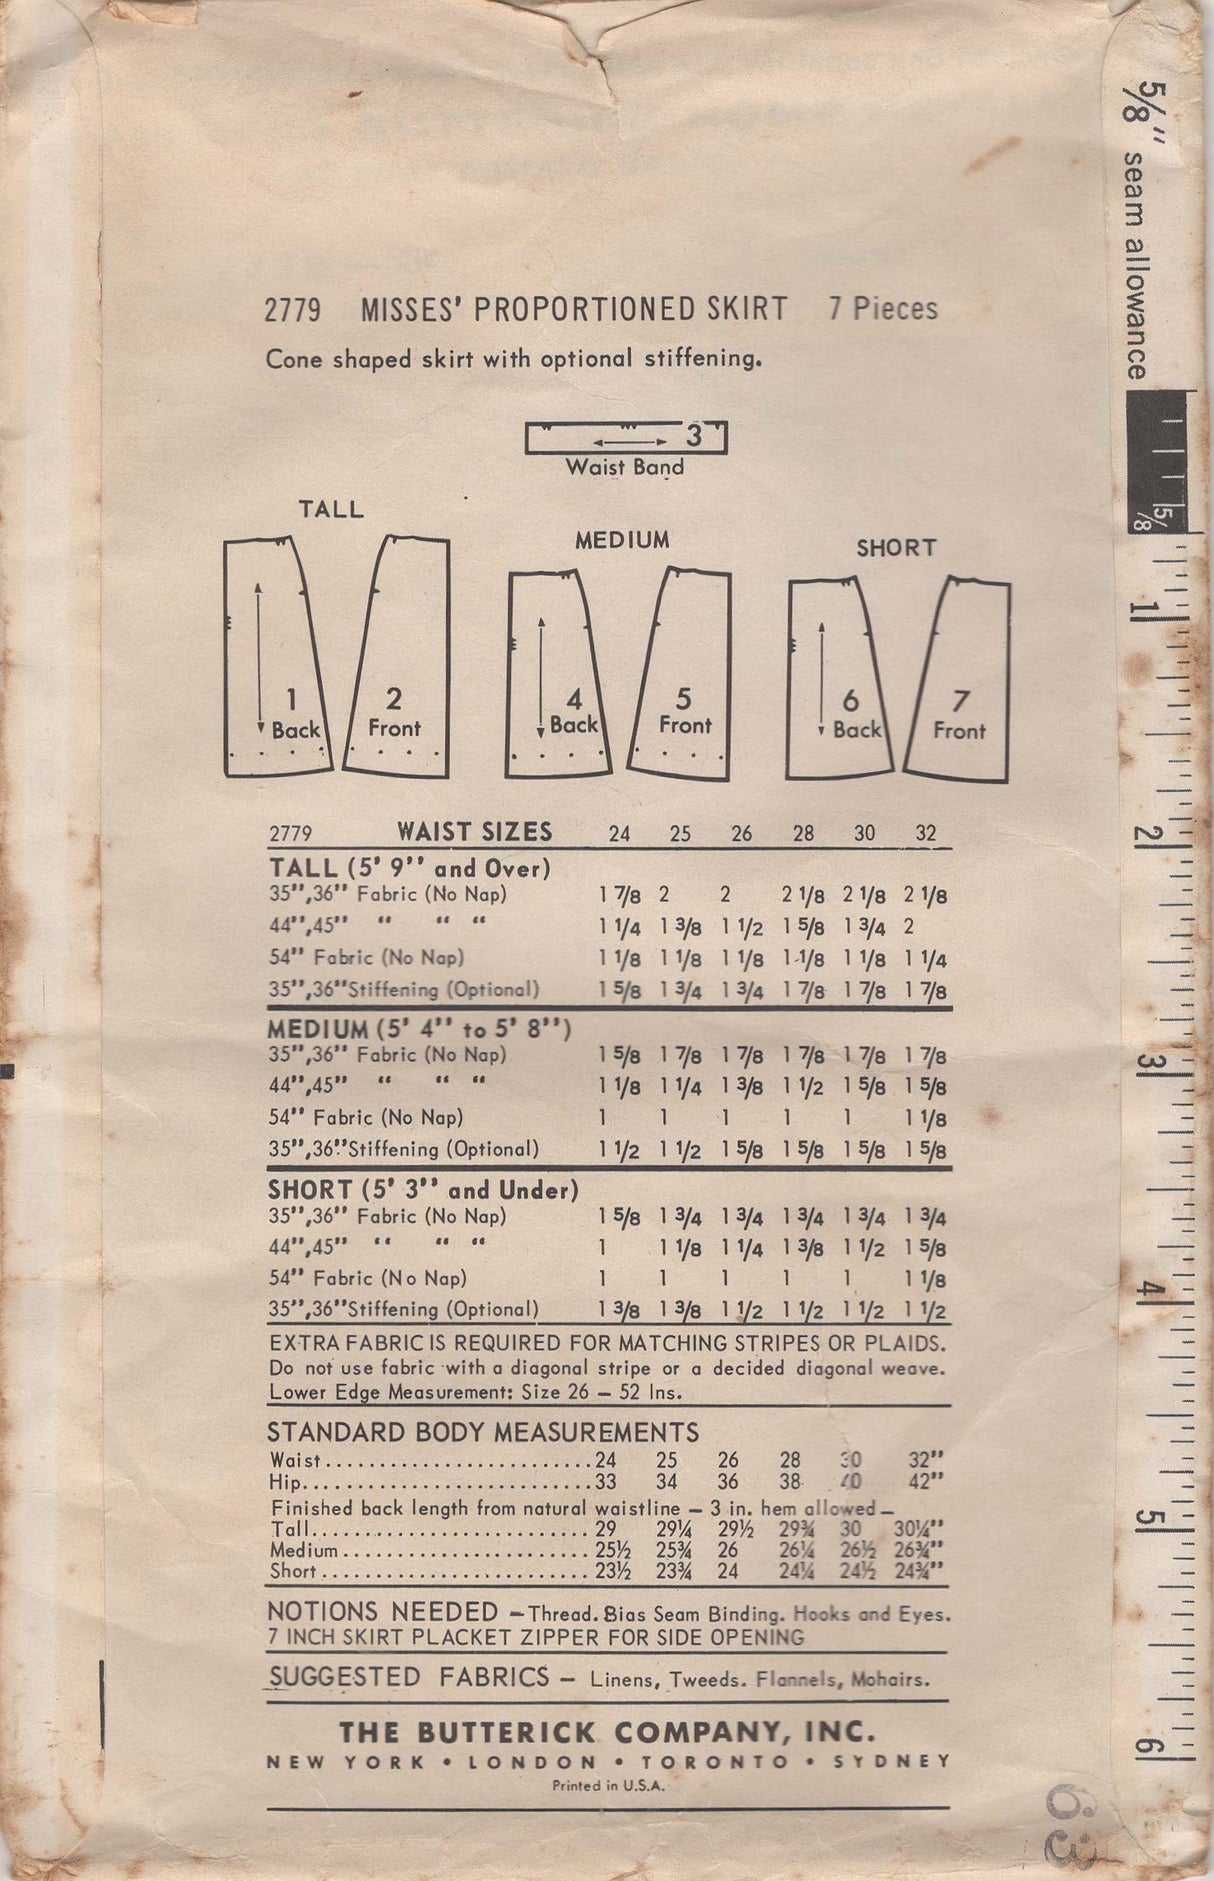 2779 MISSES' PROPORTIONED SKIRT 7 Pieces
Cone shaped skirt with optional stiffening.
3
Waist Band
TALL
MEDIUM
SHORT
1 2 4 5 6 7
Back Front Back Front Back Front
2779 WAIST SIZES 24 25 26 28 30 32
TALL (5' 9'' and Over)
35'',36'' Fabric (No Nap) 1 7/8 2 2 2 1/8 2 1/8 2 1/8
44'',45'' " " " 1 1/4 1 3/8 1 1/2 1 5/8 1 3/4 2
54'' Fabric (No Nap) 1 1/8 1 1/8 1 1/8 1 1/8 1 1/8 1 1/4
35'',36''Stiffening (Optional) 1 5/8 1 3/4 1 3/4 1 7/8 1 7/8 1 7/8
MEDIUM (5' 4'' to 5' 8'')
35'',36'' Fabric (No Nap) 1 5/8 1 7/8 1 7/8 1 7/8 1 7/8 1 7/8
44'',45'' " " " 1 1/8 1 1/4 1 3/8 1 1/2 1 5/8 1 5/8
54'' Fabric (No Nap) 1 1 1 1 1 1 1/8
35'',36''Stiffening (Optional) 1 1/2 1 1/2 1 5/8 1 5/8 1 5/8 1 5/8
SHORT (5' 3'' and Under)
35'',36'' Fabric (No Nap) 1 5/8 1 3/4 1 3/4 1 3/4 1 3/4 1 3/4
44'',45'' " " " 1 1 1/8 1 1/4 1 3/8 1 1/2 1 5/8
54'' Fabric (No Nap) 1 1 1 1 1 1 1/8
35'',36''Stiffening (Optional) 1 3/8 1 3/8 1 1/2 1 1/2 1 1/2 1 1/2
EXTRA FABRIC IS REQUIRED FOR MATCHING STRIPES OR PLAIDS.
Do not use fabric with a diagonal stripe or a decided diagonal weave.
Lower Edge Measurement: Size 26 – 52 Ins.
STANDARD BODY MEASUREMENTS
Waist.........................24 25 26 28 30 32''
Hip...........................33 34 36 38 40 42''
Finished back length from natural waistline – 3 in. hem allowed –
Tall.......................... 29 29¼ 29½ 29¾ 30 30¼''
Medium....................... 25½ 25¾ 26 26¼ 26½ 26¾''
Short......................... 23½ 23¾ 24 24¼ 24½ 24¾''
NOTIONS NEEDED – Thread. Bias Seam Binding. Hooks and Eyes.
7 INCH SKIRT PLACKET ZIPPER FOR SIDE OPENING
SUGGESTED FABRICS – Linens, Tweeds. Flannels, Mohairs.
THE BUTTERICK COMPANY, INC.
NEW YORK • LONDON • TORONTO • SYDNEY
Printed in U.S.A.
5/8'' seam allowance
5/8
1
2
3
4
5
6
63